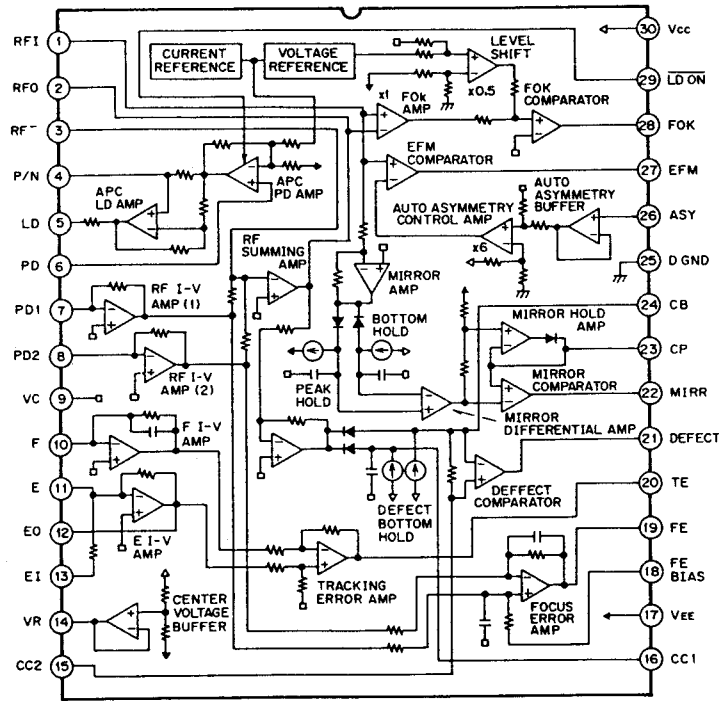 RFI
1
CURRENT
REFERENCE
VOLTAGE
REFERENCE
LEVEL
SHIFT
x0.5
30
Vcc
RFO
2
x1
FOK
AMP
FOK COMPARATOR
29
LD ON
RF-
3
EFM
COMPARATOR
28
FOK
P/N
4
APC
LD AMP
APC
PD AMP
27
EFM
LD
5
AUTO ASYMMETRY
CONTROL AMP
x6
AUTO
ASYMMETRY
BUFFER
26
ASY
PD
6
RF
SUMMING
AMP
MIRROR
AMP
25
D GND
PD1
7
RF I-V
AMP (1)
BOTTOM
HOLD
MIRROR HOLD
AMP
24
CB
PD2
8
RF I-V
AMP (2)
PEAK
HOLD
MIRROR
COMPARATOR
23
CP
VC
9
MIRROR
DIFFERENTIAL AMP
22
MIRR
F
10
F I-V
AMP
21
DEFECT
E
11
DEFFECT
COMPARATOR
20
TE
EO
12
E I-V
AMP
DEFECT
BOTTOM
HOLD
19
FE
EI
13
TRACKING
ERROR AMP
18
FE
BIAS
VR
14
CENTER
VOLTAGE
BUFFER
FOCUS
ERROR
AMP
17
VEE
CC2
15
16
CC1